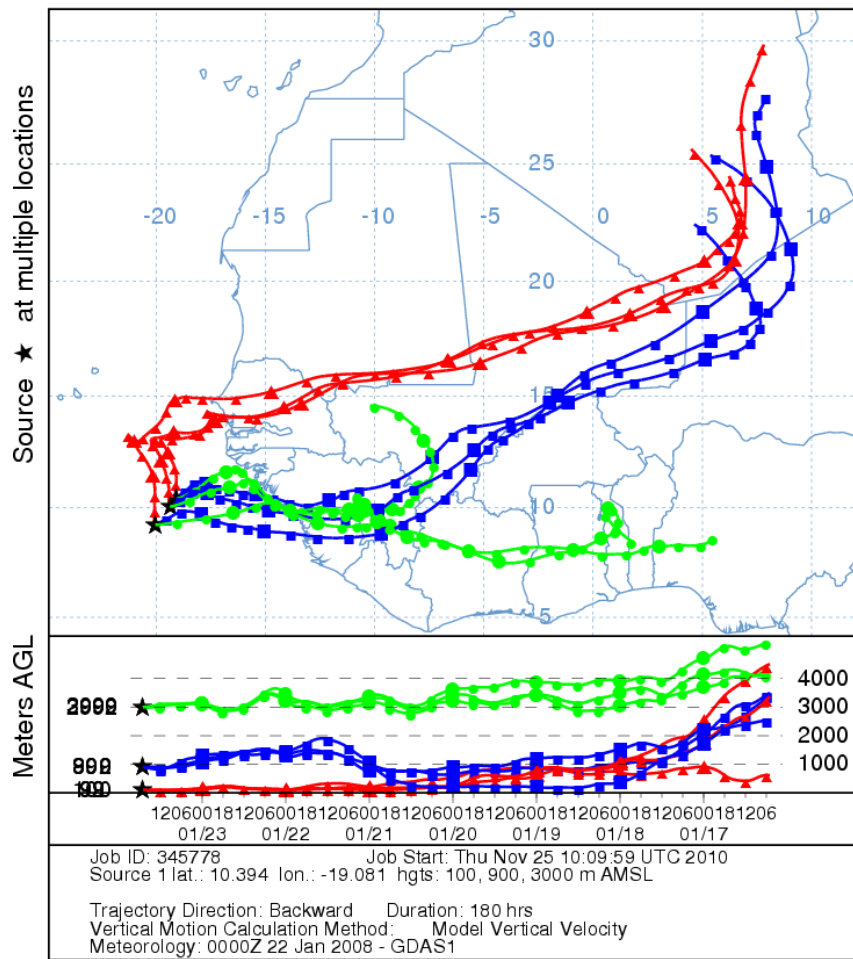 30
25
-20 -15 -10 -5 0 5 10
20
15
10
5
Source ★ at multiple locations
Meters AGL
4000
3000
2000
1000
1206001812060018120600181206001812060018120600181206001812 06
01/23 01/22 01/21 01/20 01/19 01/18 01/17
Job ID: 345778 Job Start: Thu Nov 25 10:09:59 UTC 2010
Source 1 lat.: 10.394 lon.: -19.081 hgts: 100, 900, 3000 m AMSL
Trajectory Direction: Backward Duration: 180 hrs
Vertical Motion Calculation Method: Model Vertical Velocity
Meteorology: 0000Z 22 Jan 2008 - GDAS1